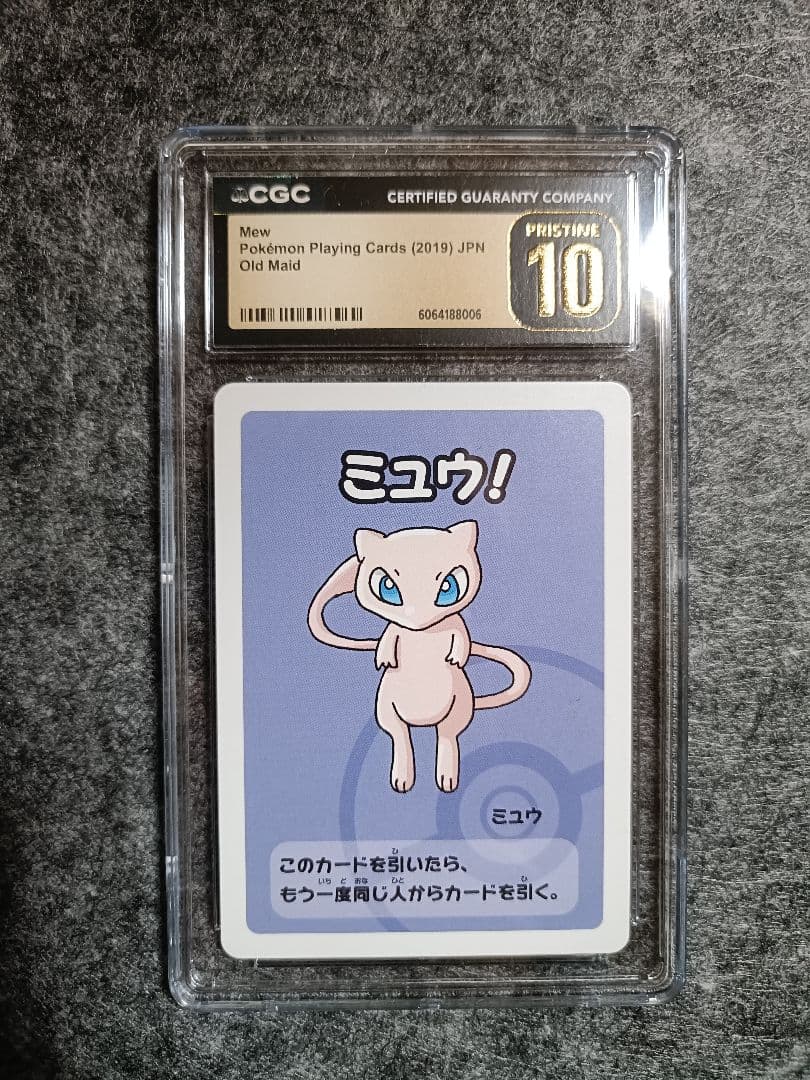 CGC
CERTIFIED GUARANTY COMPANY
Mew
Pokémon Playing Cards (2019) JPN
Old Maid
6064188006
PRISTINE
10
ミュウ!
ミュウ
このカードを引いたら、
もう一度同じ人からカードを引く。